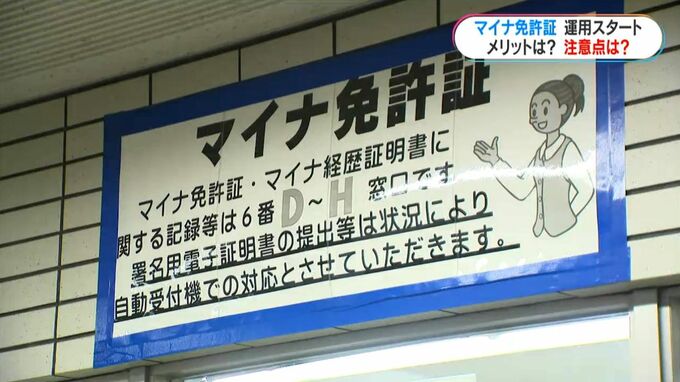 マイナ免許証 運用スタート
メリットは? 注意点は?
マイナ免許証
マイナ免許証・マイナ経歴証明書に
関する記録等は6番D~H 窓口です
署名用電子証明書の提出等は状況により
自動受付機での対応とさせていただきます。